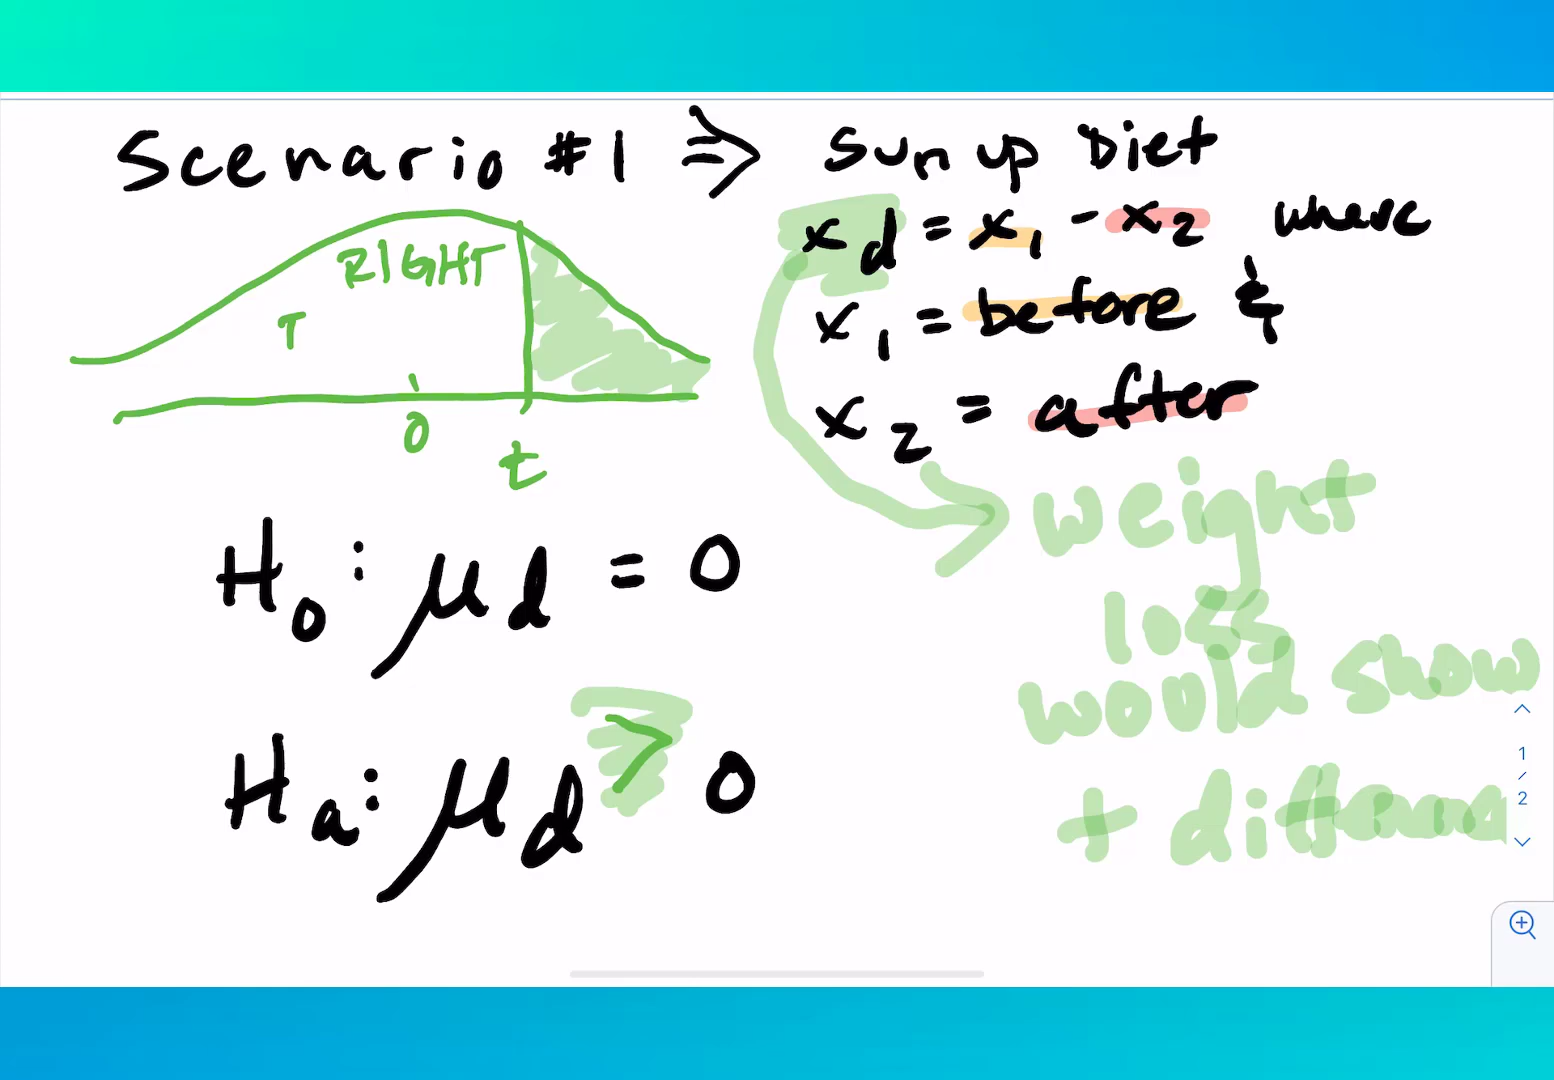 Scenario #1 ⇒ Sun up Diet
xd = x1 - x2 where
x1 = before &
x2 = after
RIGHT
T
0
t
weight
loss
would show
+ difference
H0: μd = 0
Ha: μd > 0
1
/
2